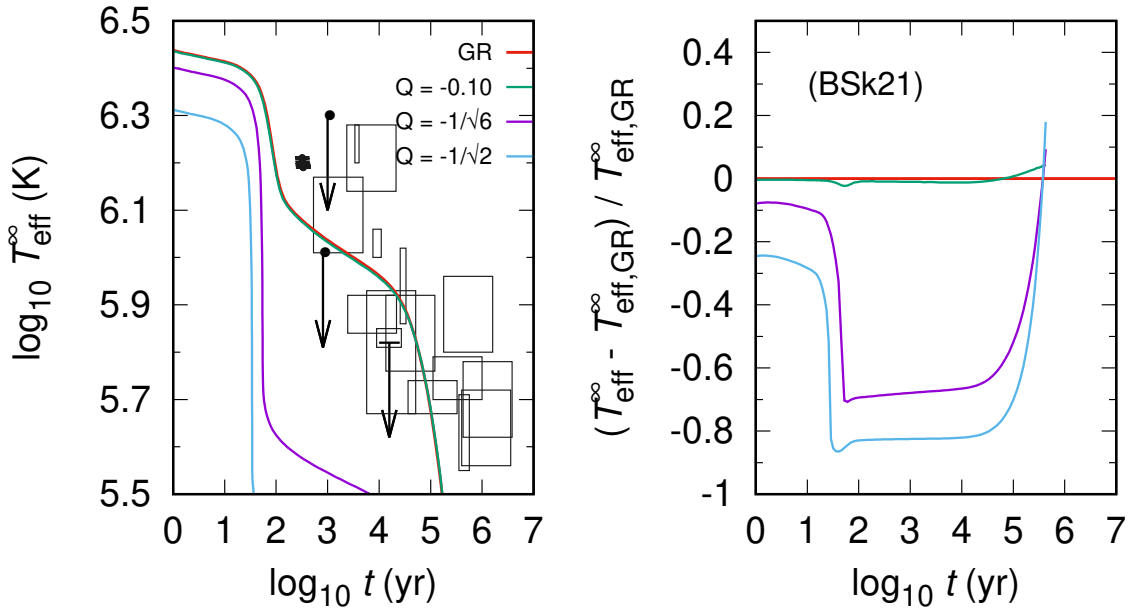 6.5
6.3
6.1
5.9
5.7
5.5
log10 T∞eff (K)
GR
Q = -0.10
Q = -1/√6
Q = -1/√2
0 1 2 3 4 5 6 7
log10 t (yr)
(T∞eff - T∞eff,GR) / T∞eff,GR
0.4
0.2
0
-0.2
-0.4
-0.6
-0.8
-1
(BSk21)
0 1 2 3 4 5 6 7
log10 t (yr)